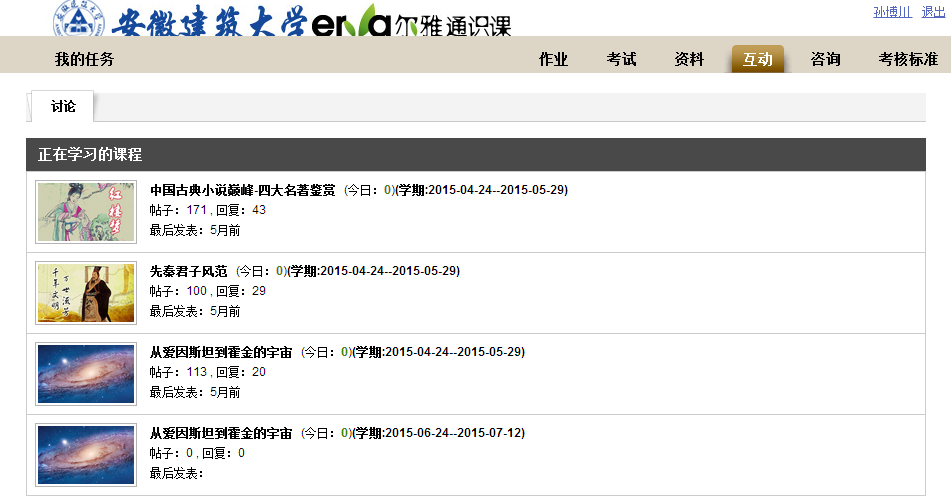 安徽建筑大学 erya尔雅通识课
孙博川 退出
我的任务 作业 考试 资料 互动 咨询 考核标准
讨论
正在学习的课程
红楼梦
中国古典小说巅峰-四大名著鉴赏 (今日：0)(学期:2015-04-24--2015-05-29)
帖子：171 , 回复：43
最后发表：5月前
千年文明 万世流芳
先秦君子风范 (今日：0)(学期:2015-04-24--2015-05-29)
帖子：100 , 回复：29
最后发表：5月前
从爱因斯坦到霍金的宇宙 (今日：0)(学期:2015-04-24--2015-05-29)
帖子：113 , 回复：20
最后发表：5月前
从爱因斯坦到霍金的宇宙 (今日：0)(学期:2015-06-24--2015-07-12)
帖子：0 , 回复：0
最后发表：